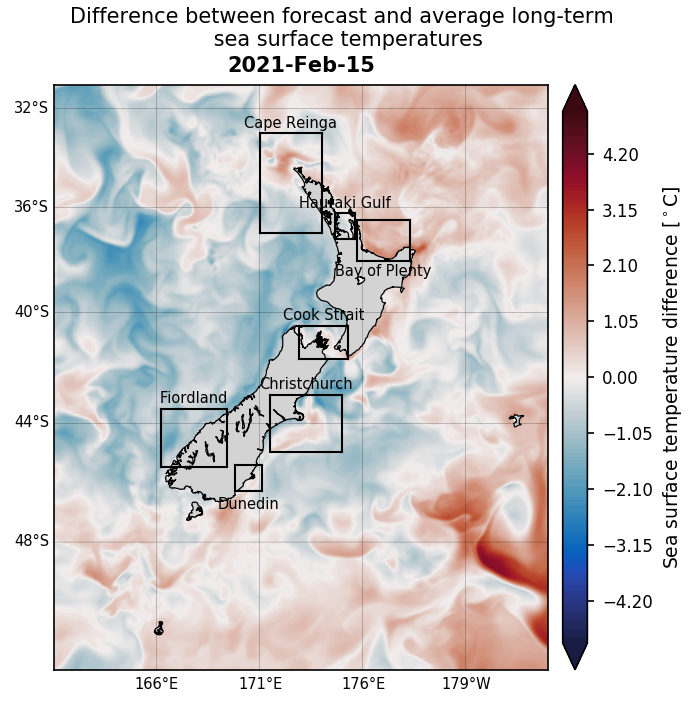 Difference between forecast and average long-term
sea surface temperatures
2021-Feb-15
32°S
36°S
40°S
44°S
48°S
Cape Reinga
Hauraki Gulf
Bay of Plenty
Cook Strait
Christchurch
Fiordland
Dunedin
166°E
171°E
176°E
179°W
4.20
3.15
2.10
1.05
0.00
−1.05
−2.10
−3.15
−4.20
Sea surface temperature difference [°C]